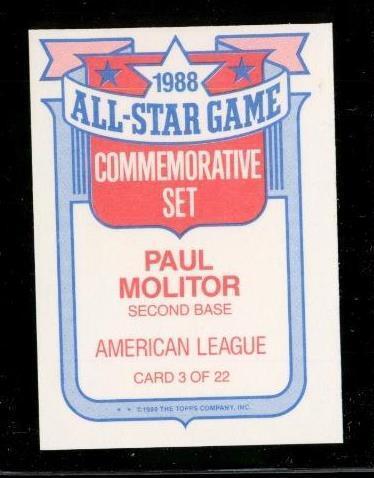 1988
ALL-STAR GAME
COMMEMORATIVE
SET
PAUL
MOLITOR
SECOND BASE
AMERICAN LEAGUE
CARD 3 OF 22
* * ©1989 THE TOPPS COMPANY, INC.